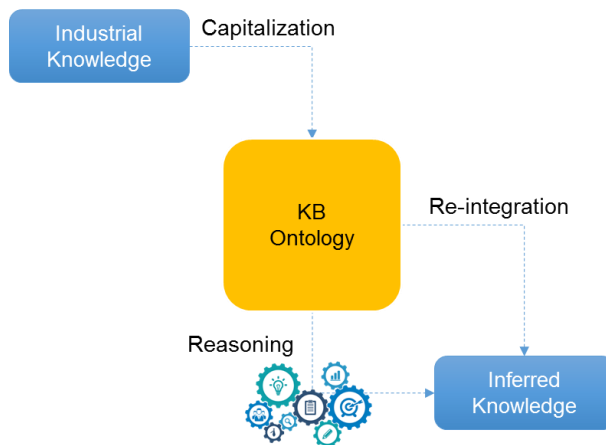 Industrial
Knowledge
Capitalization
KB
Ontology
Re-integration
Reasoning
Inferred
Knowledge